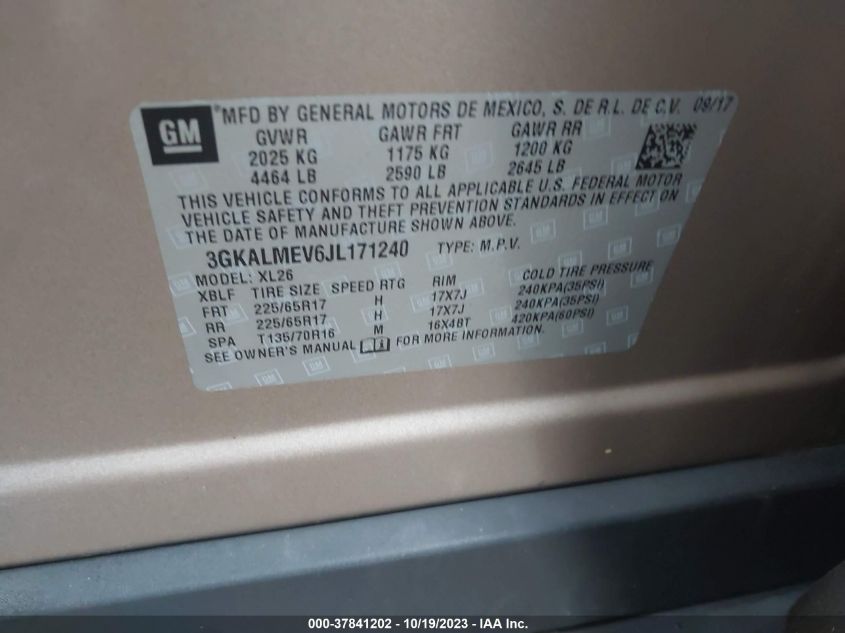 GM
MFD BY GENERAL MOTORS DE MEXICO, S. DE R.L. DE C.V. 09/17
GVWR GAWR FRT GAWR RR
2025 KG 1175 KG 1200 KG
4464 LB 2590 LB 2645 LB
THIS VEHICLE CONFORMS TO ALL APPLICABLE U.S. FEDERAL MOTOR
VEHICLE SAFETY AND THEFT PREVENTION STANDARDS IN EFFECT ON
THE DATE OF MANUFACTURE SHOWN ABOVE.
3GKALMEV6JL171240 TYPE: M.P.V.
MODEL: XL26
XBLF TIRE SIZE SPEED RTG RIM COLD TIRE PRESSURE
FRT 225/65R17 H 17X7J 240KPA(35PSI)
RR 225/65R17 H 17X7J 240KPA(35PSI)
SPA T135/70R16 M 16X4BT 420KPA(60PSI)
SEE OWNER'S MANUAL FOR MORE INFORMATION.
000-37841202 - 10/19/2023 - IAA Inc.